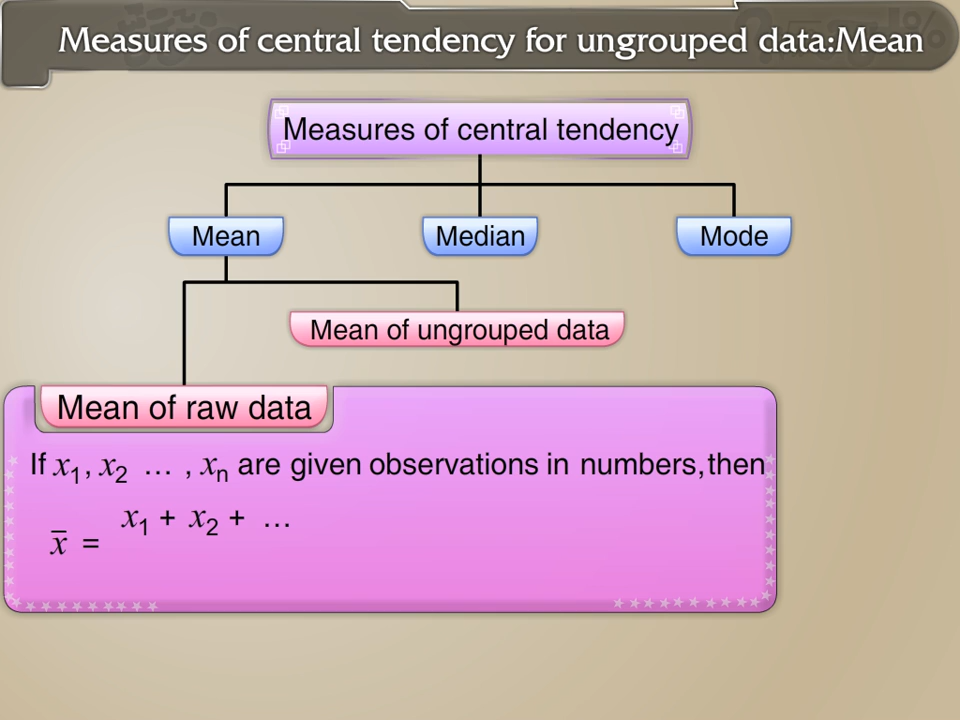 Measures of central tendency for ungrouped data:Mean
Measures of central tendency
Mean
Median
Mode
Mean of ungrouped data
Mean of raw data
If x₁, x₂ … , xₙ are given observations in numbers,then
x₁ + x₂ + …
x̄ =